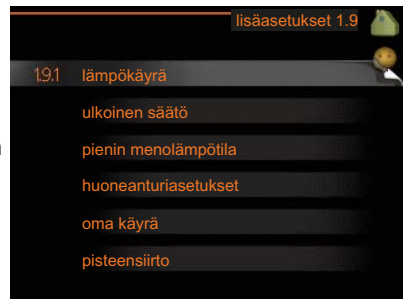 lisäasetukset 1.9
1.9.1 lämpökäyrä
ulkoinen säätö
pienin menolämpötila
huoneanturiasetukset
oma käyrä
pisteensiirto